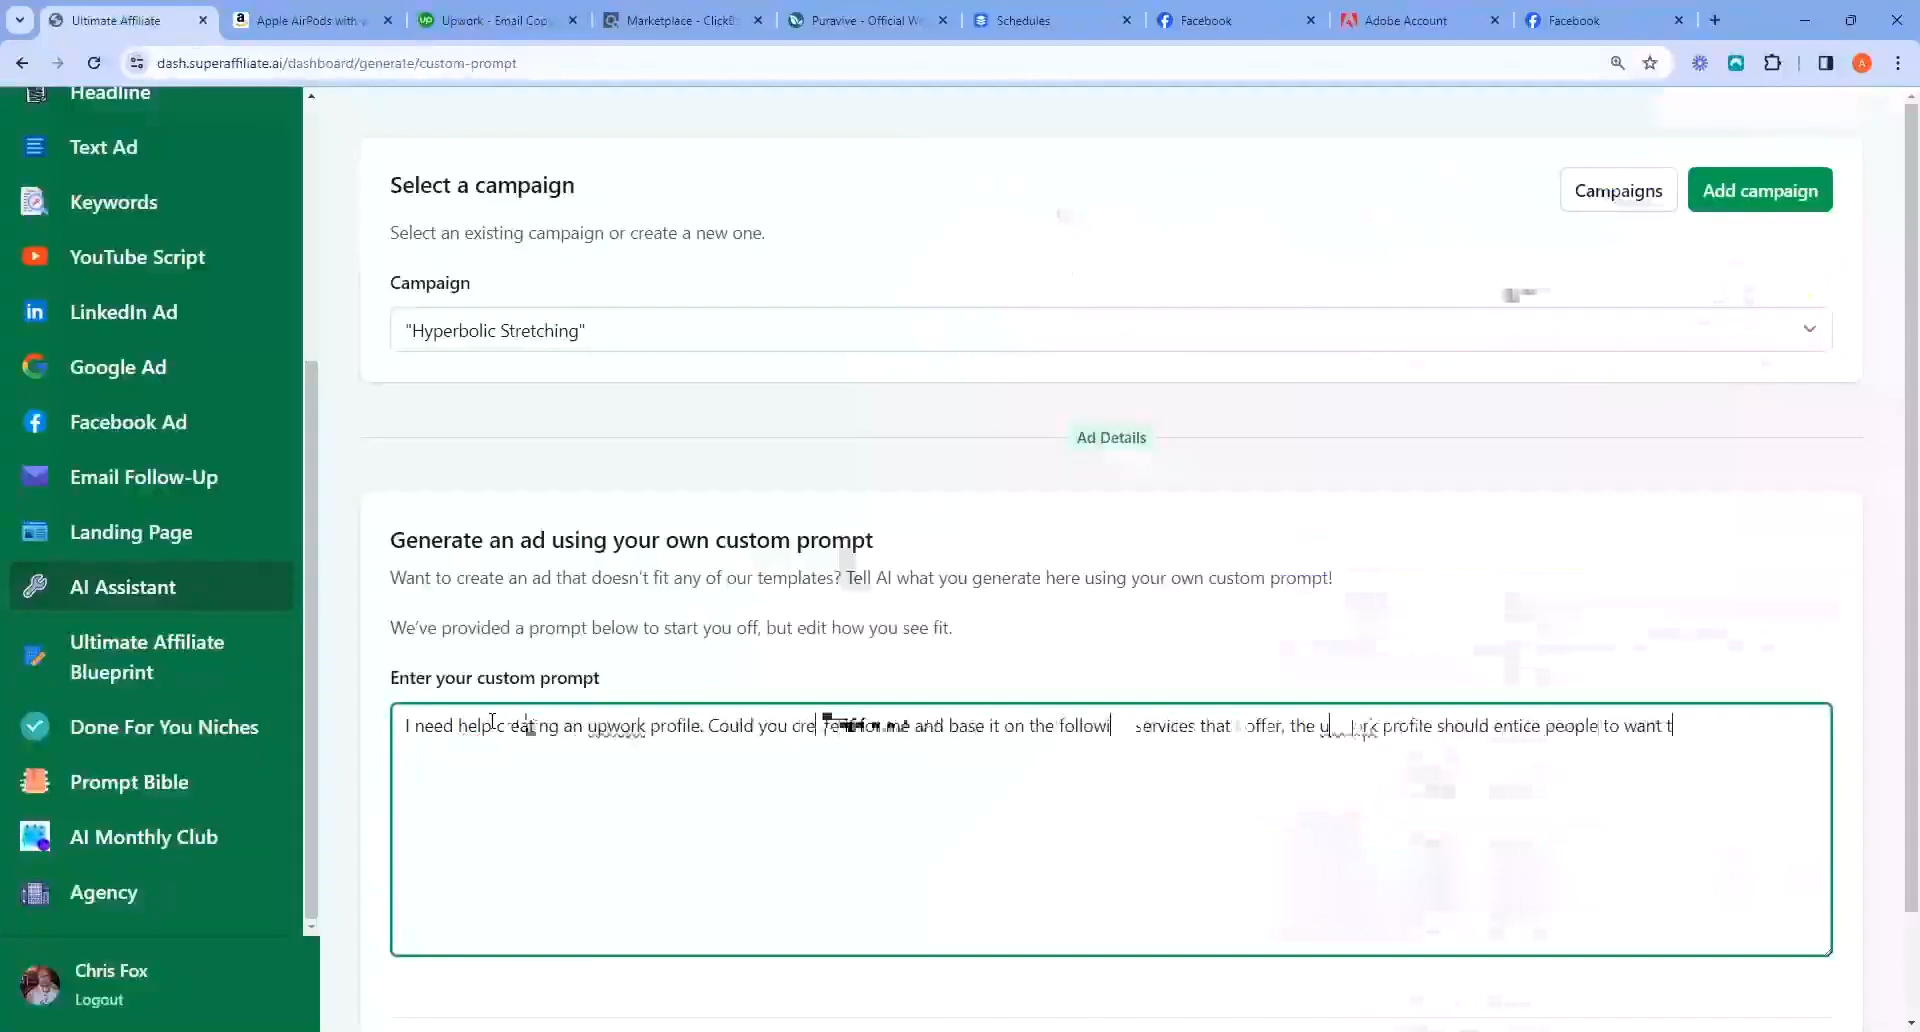 Ultimate Affiliate
Apple AirPods with
Upwork - Email Cop
Marketplace - Click
Puravive - Official W
Schedules
Facebook
Adobe Account
Facebook
dash.superaffiliate.ai/dashboard/generate/custom-prompt
A
Headline
Text Ad
Keywords
YouTube Script
LinkedIn Ad
Google Ad
Facebook Ad
Email Follow-Up
Landing Page
AI Assistant
Ultimate Affiliate
Blueprint
Done For You Niches
Prompt Bible
AI Monthly Club
Agency
Chris Fox
Logout
Select a campaign
Campaigns
Add campaign
Select an existing campaign or create a new one.
Campaign
"Hyperbolic Stretching"
Ad Details
Generate an ad using your own custom prompt
Want to create an ad that doesn't fit any of our templates? Tell AI what you generate here using your own custom prompt!
We've provided a prompt below to start you off, but edit how you see fit.
Enter your custom prompt
I need help creating an upwork profile. Could you for me and base it on the services that offer, the profile should entice people to want t